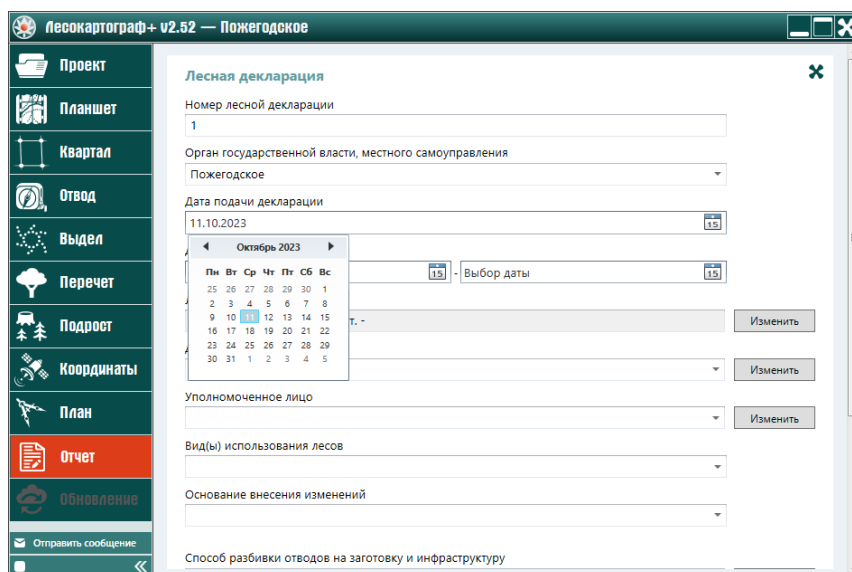 Лесокартограф+ v2.52 — Пожегодское
Проект
Планшет
Квартал
Отвод
Выдел
Перечет
Подрост
Координаты
План
Отчет
Обновление
Отправить сообщение
Лесная декларация
Номер лесной декларации
1
Орган государственной власти, местного самоуправления
Пожегодское
Дата подачи декларации
11.10.2023
15
Октябрь 2023
Пн Вт Ср Чт Пт Сб Вс
25 26 27 28 29 30 1
2 3 4 5 6 7 8
9 10 11 12 13 14 15
16 17 18 19 20 21 22
23 24 25 26 27 28 29
30 31 1 2 3 4 5
15 - Выбор даты 15
т. - Изменить
Изменить
Уполномоченное лицо
Изменить
Вид(ы) использования лесов
Основание внесения изменений
Способ разбивки отводов на заготовку и инфраструктуру